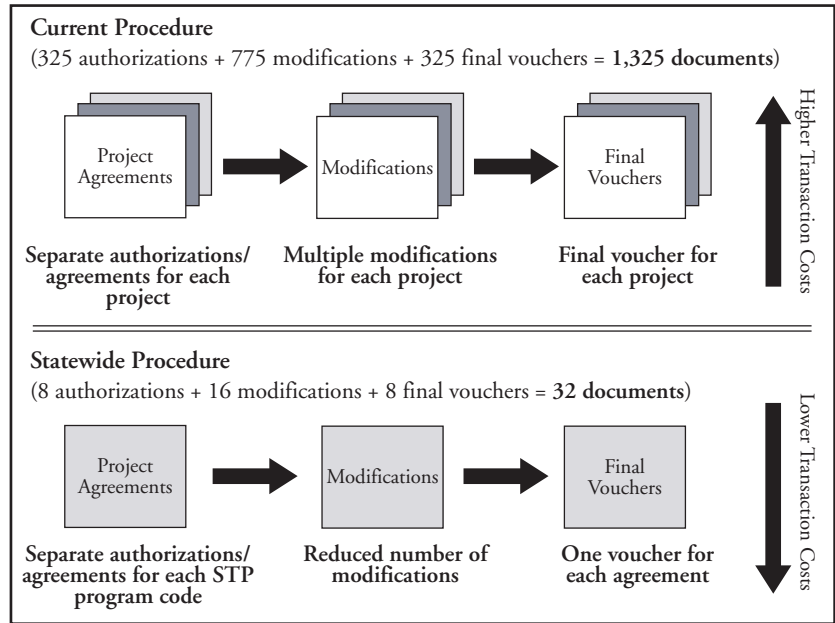 Current Procedure
(325 authorizations + 775 modifications + 325 final vouchers = 1,325 documents)
Project
Agreements
Modifications
Final
Vouchers
Separate authorizations/
agreements for each
project
Multiple modifications
for each project
Final voucher for
each project
Higher Transaction Costs
Statewide Procedure
(8 authorizations + 16 modifications + 8 final vouchers = 32 documents)
Project
Agreements
Modifications
Final
Vouchers
Separate authorizations/
agreements for each STP
program code
Reduced number of
modifications
One voucher for
each agreement
Lower Transaction Costs